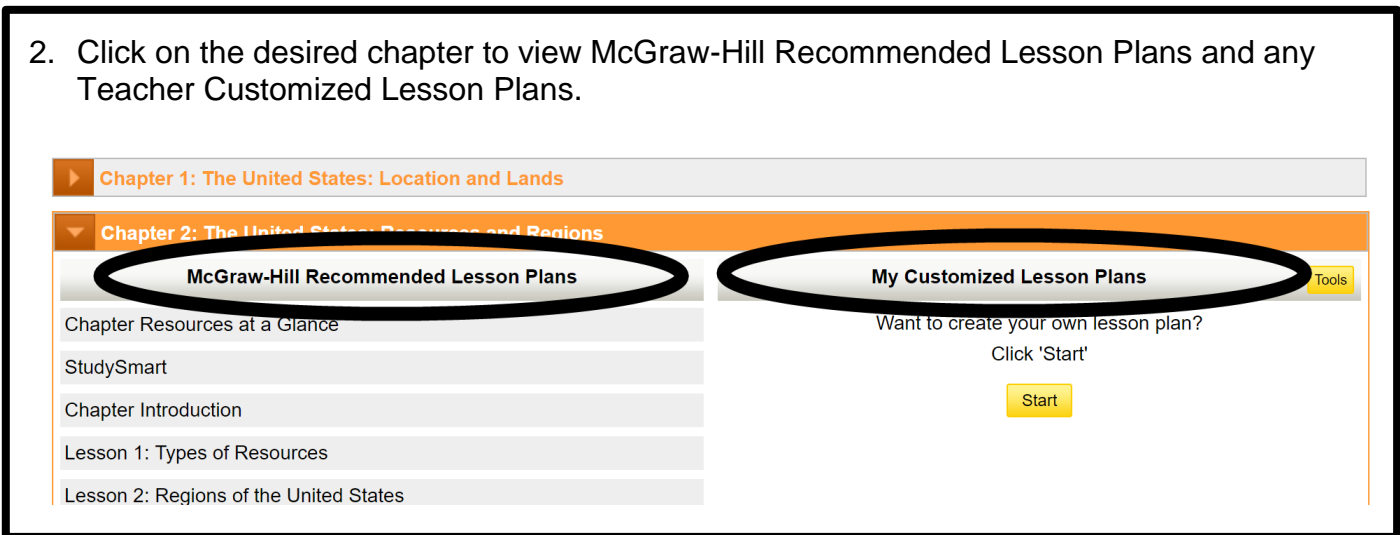 2. Click on the desired chapter to view McGraw-Hill Recommended Lesson Plans and any
Teacher Customized Lesson Plans.
Chapter 1: The United States: Location and Lands
Chapter 2: The United States: Resources and Regions
McGraw-Hill Recommended Lesson Plans
My Customized Lesson Plans
Tools
Chapter Resources at a Glance
Want to create your own lesson plan?
StudySmart
Click 'Start'
Chapter Introduction
Start
Lesson 1: Types of Resources
Lesson 2: Regions of the United States